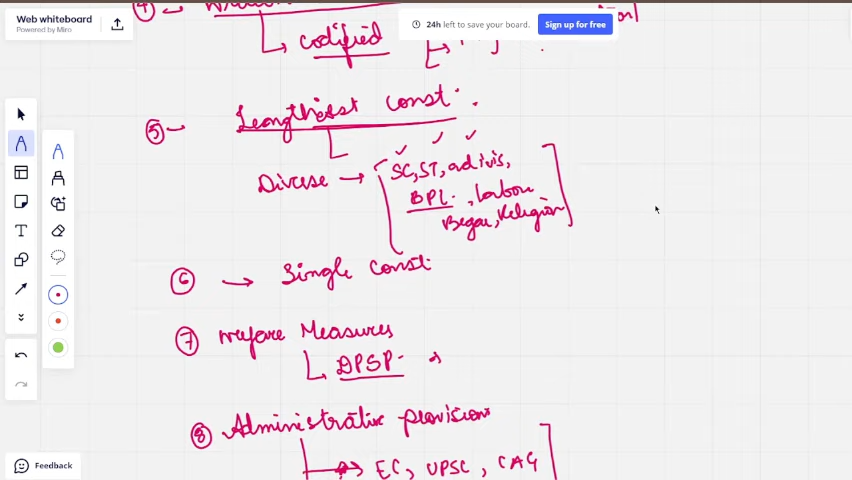 Web whiteboard
Powered by Miro
24h left to save your board.
Sign up for free
④
codified
⑤ Lengthiest const.
Diverse → SC, ST, adivis,
BPL, labour
Begar, Religion
⑥ → Single const
⑦ Welfare Measures
DPSP
⑧ Administrative provisions
EC, UPSC, CAG
Feedback